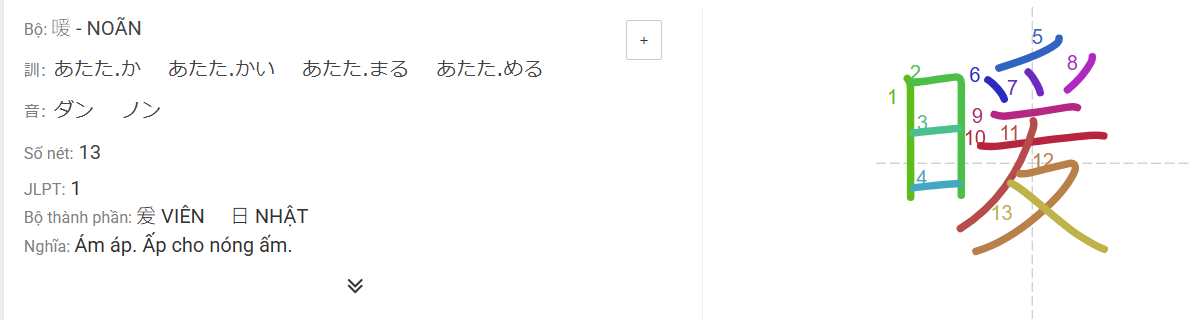 Bộ: 暖 - NOÃN
+
訓: あたた.か あたた.かい あたた.まる あたた.める
音: ダン ノン
Số nét: 13
JLPT: 1
Bộ thành phần: 爰 VIÊN 日 NHẬT
Nghĩa: Ám áp. Ấp cho nóng ấm.
暖
1
2
3
4
5
6
7
8
9
10
11
12
13